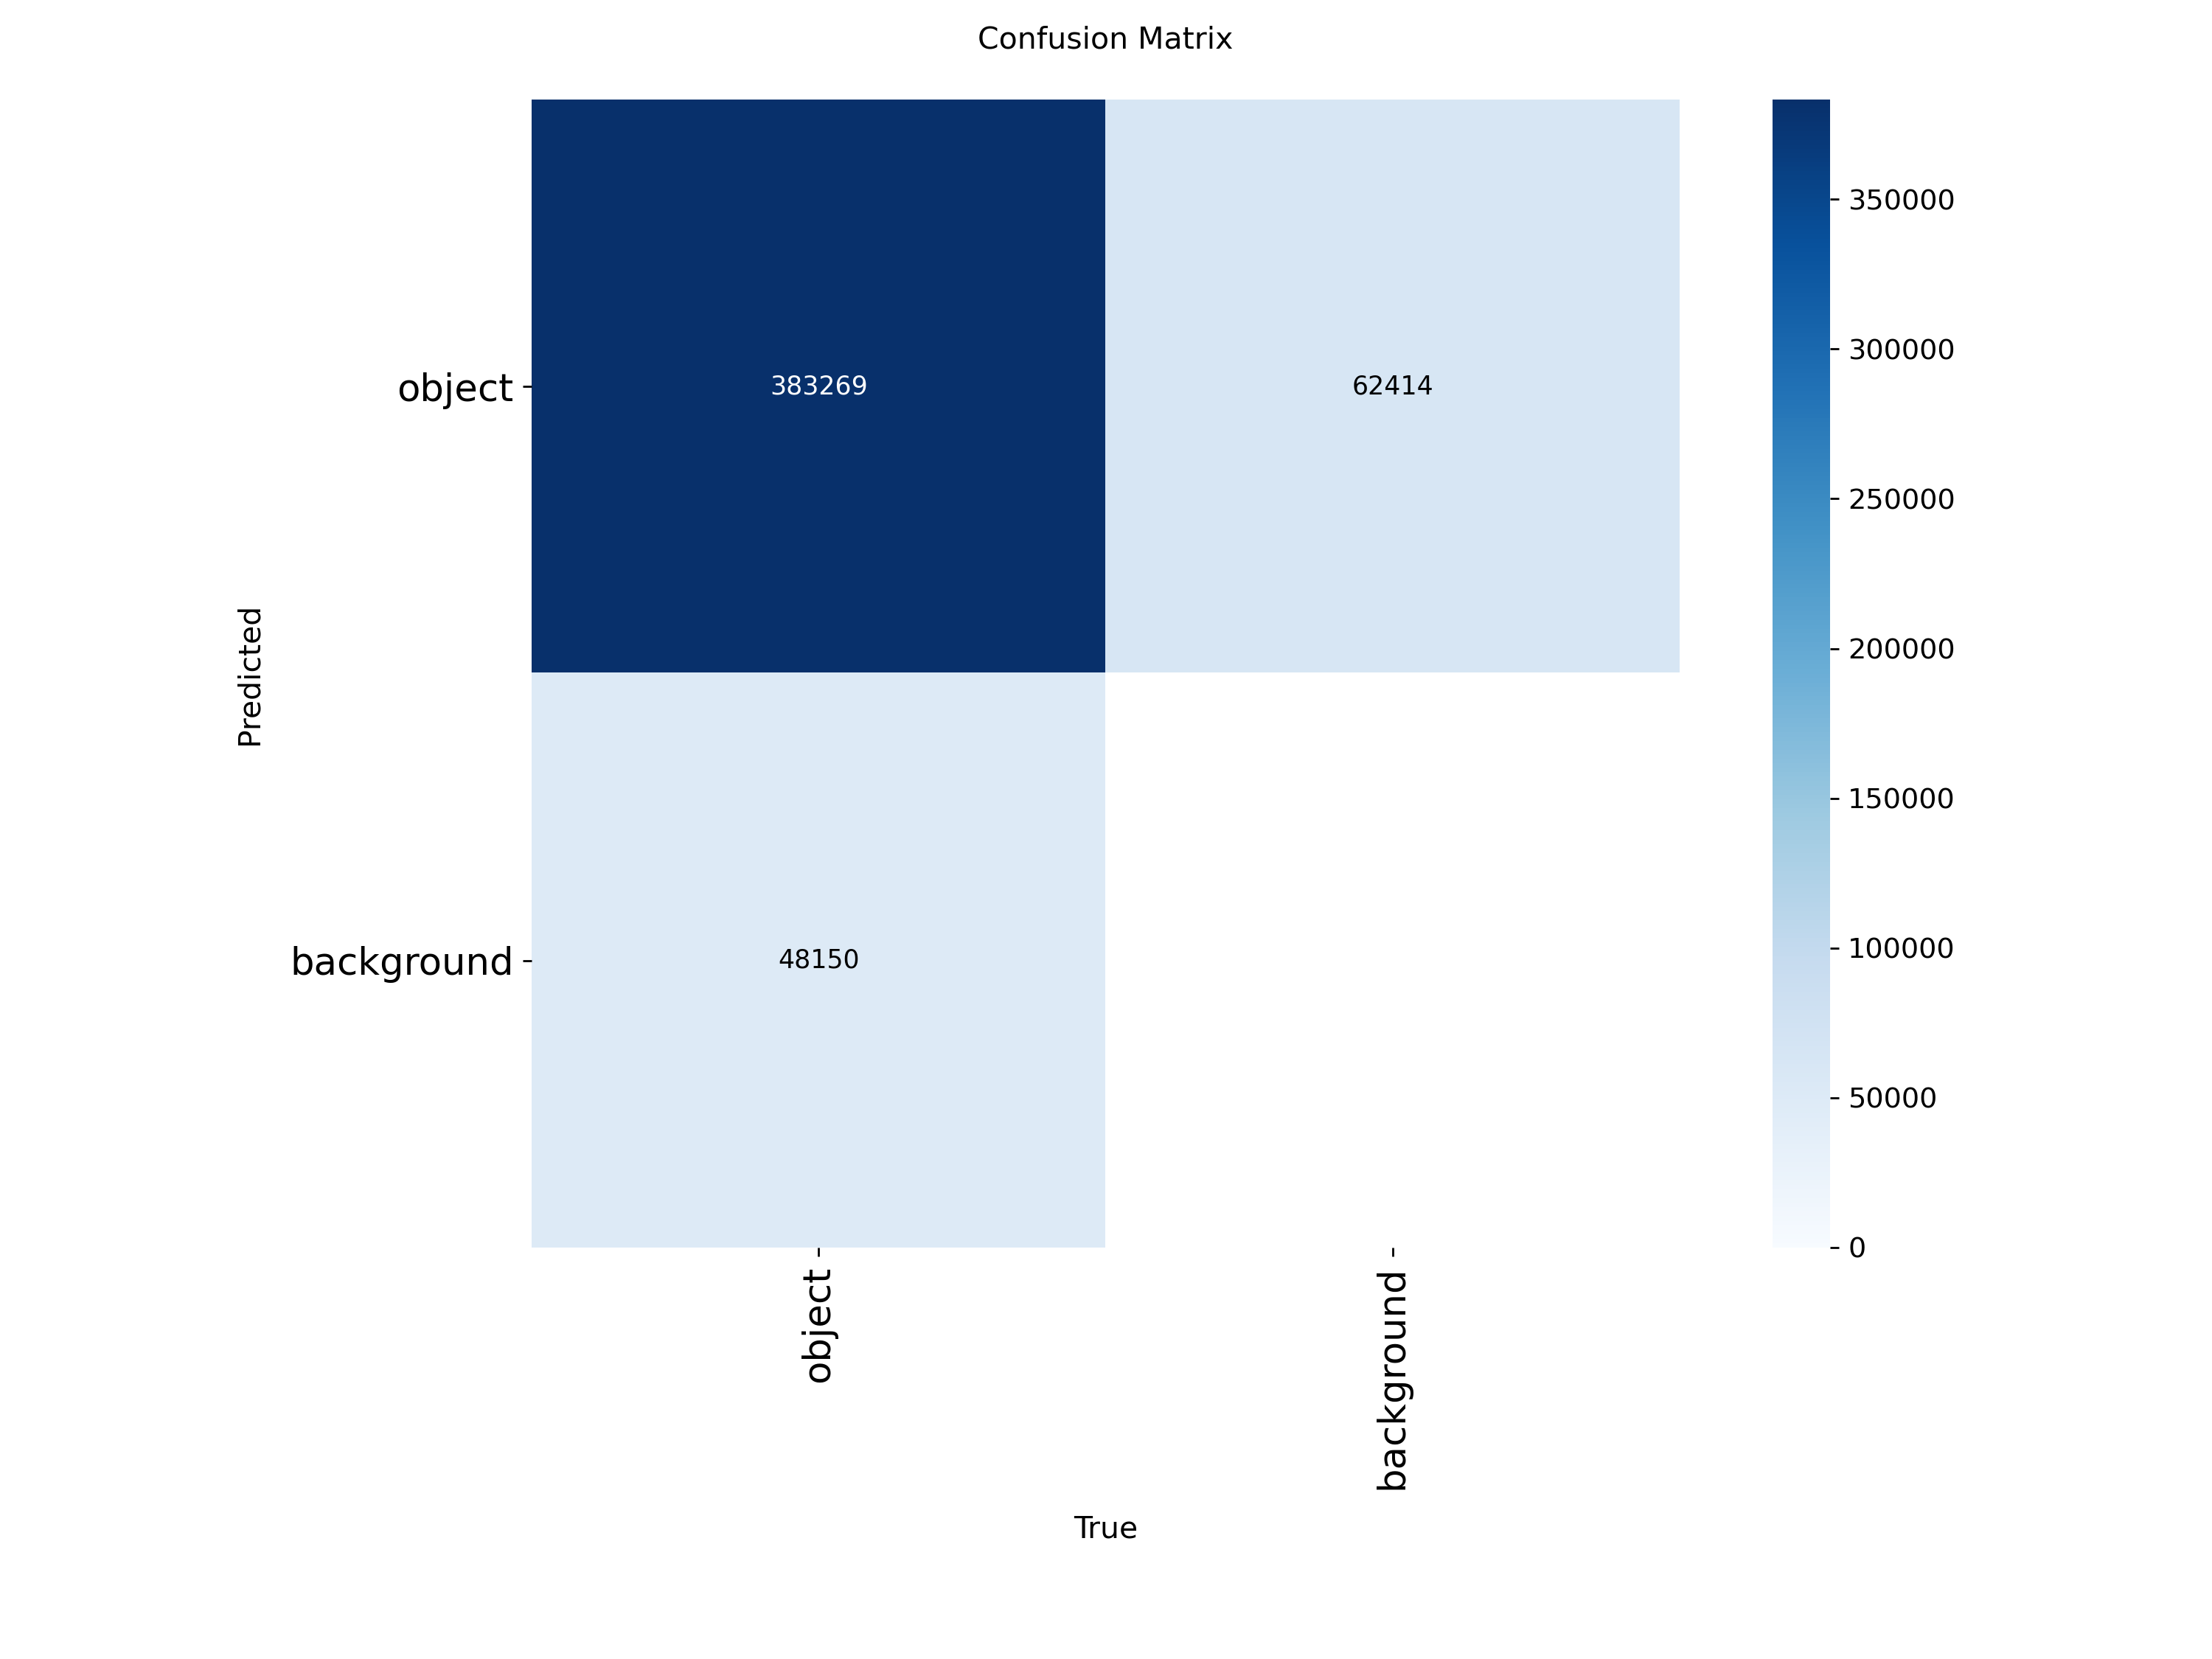 Confusion Matrix
object
383269
62414
background
48150
Predicted
object
background
True
350000
300000
250000
200000
150000
100000
50000
0